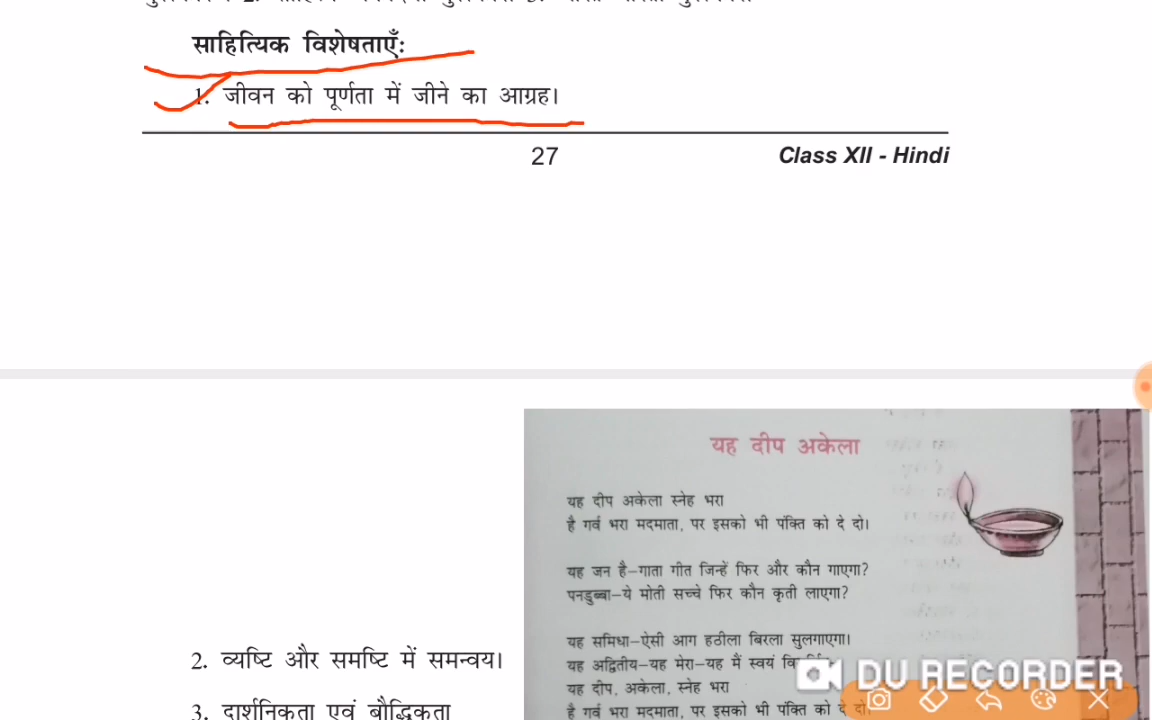 साहित्यिक विशेषताएँः
1. जीवन को पूर्णता में जीने का आग्रह।
27
Class XII - Hindi
यह दीप अकेला
यह दीप अकेला स्नेह भरा
है गर्व भरा मदमाता, पर इसको भी पंक्ति को दे दो।
यह जन है–गाता गीत जिन्हें फिर और कौन गाएगा?
पनडुब्बा–ये मोती सच्चे फिर कौन कृती लाएगा?
यह समिधा–ऐसी आग हठीला बिरला सुलगाएगा।
यह अद्वितीय–यह मेरा–यह मैं स्वयं
यह दीप, अकेला, स्नेह भरा
है गर्व भरा मदमाता, पर इसको भी पंक्ति को दे दो।
2. व्यष्टि और समष्टि में समन्वय।
3. दार्शनिकता एवं बौद्धिकता
DU RECORDER